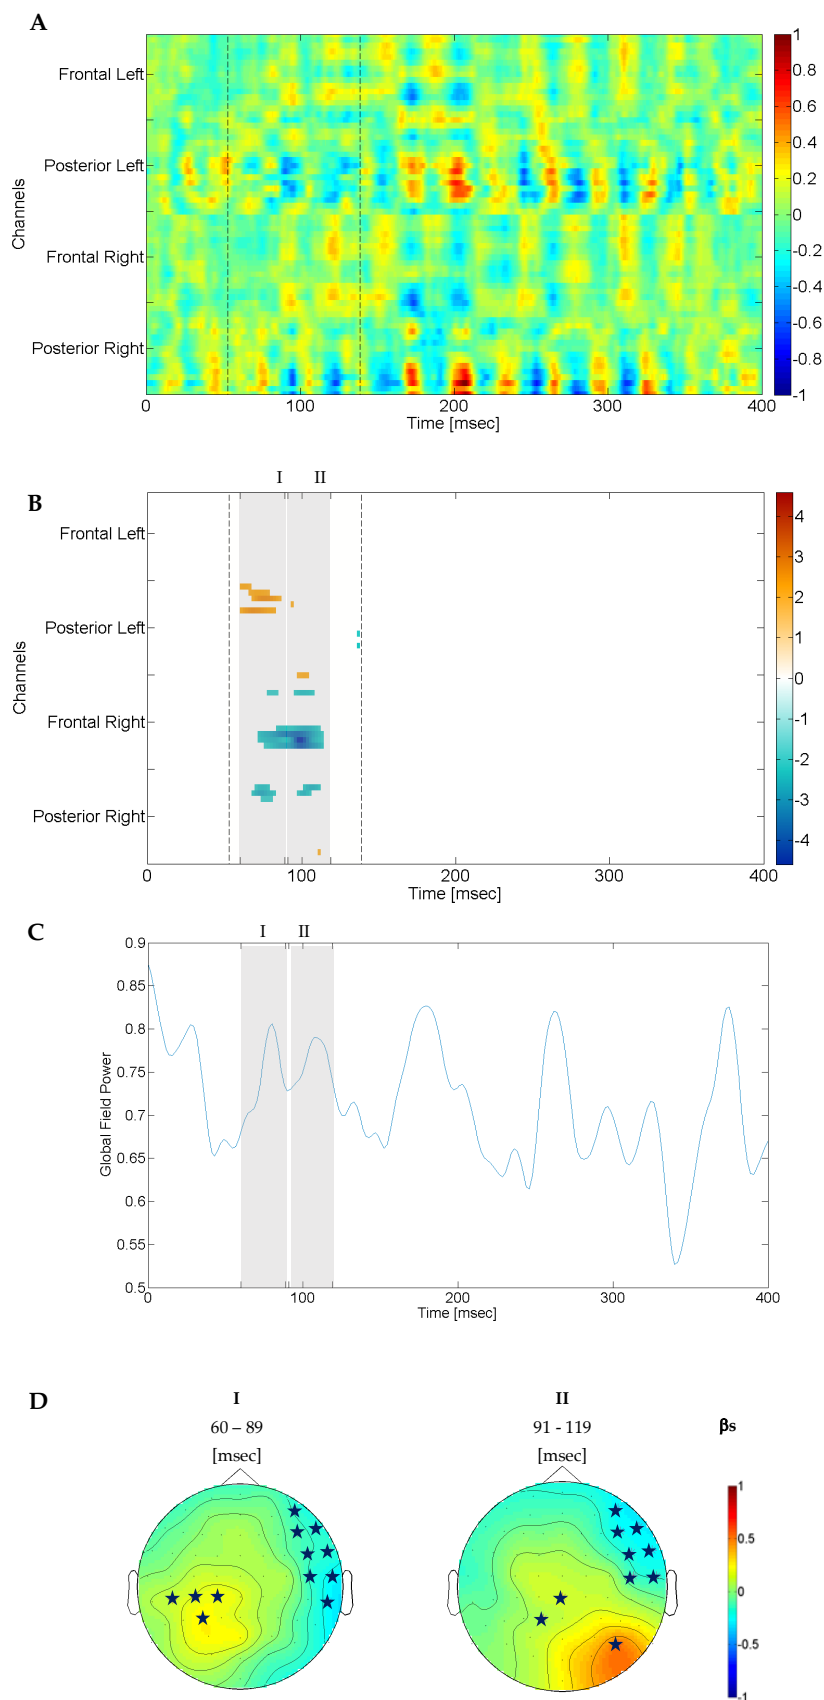 A
Frontal Left
Posterior Left
Frontal Right
Posterior Right
Channels
0 100 200 300 400
Time [msec]
1
0.8
0.6
0.4
0.2
0
-0.2
-0.4
-0.6
-0.8
-1
I II
B
Frontal Left
Posterior Left
Frontal Right
Posterior Right
Channels
0 100 200 300 400
Time [msec]
4
3
2
1
0
-1
-2
-3
-4
C
I II
0.9
0.85
0.8
0.75
0.7
0.65
0.6
0.55
0.5
Global Field Power
0 100 200 300 400
Time [msec]
D
I II
60 – 89 91 - 119 βs
[msec] [msec]
1
0.5
0
-0.5
-1